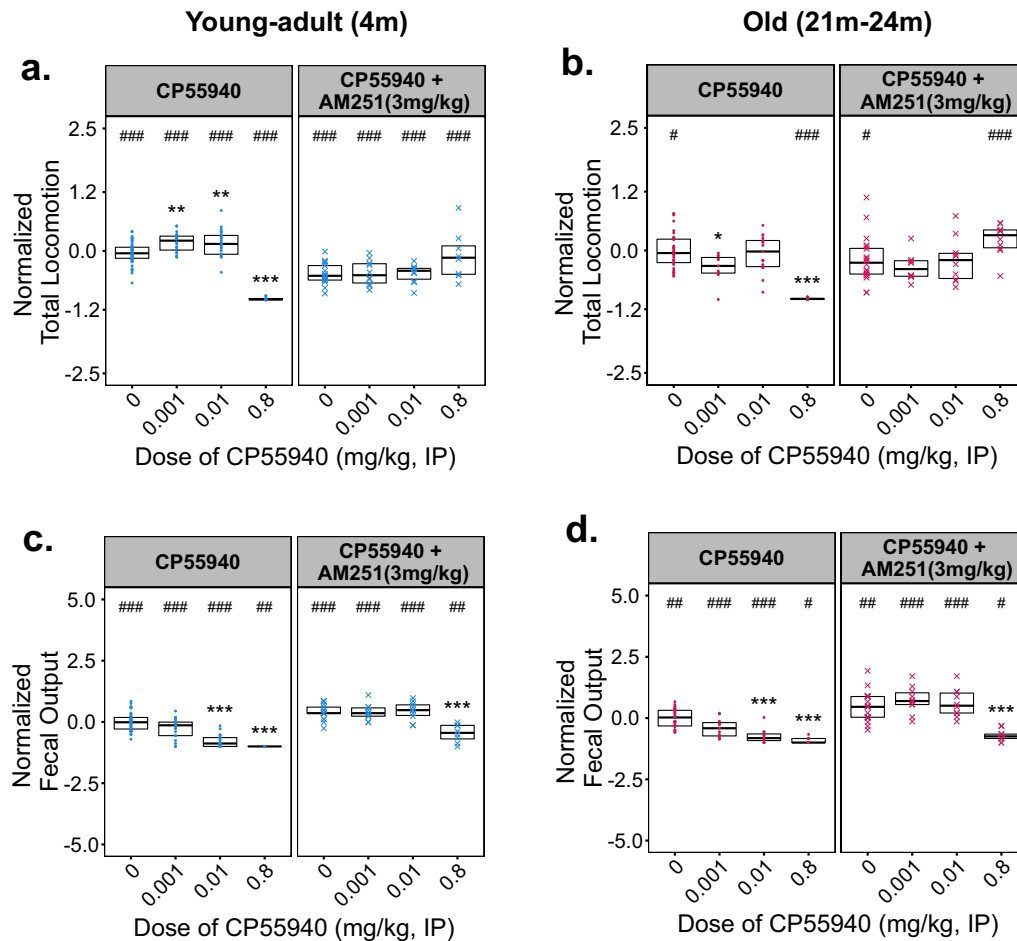 Young-adult (4m)
Old (21m-24m)
a.
CP55940
CP55940 +
AM251(3mg/kg)
### ### ### ### ### ### ### ###
** ** ***
2.5
1.2
0.0
-1.2
-2.5
Normalized
Total Locomotion
0 0.001 0.01 0.8 0 0.001 0.01 0.8
Dose of CP55940 (mg/kg, IP)
b.
CP55940
CP55940 +
AM251(3mg/kg)
# ### # ###
* ***
2.5
1.2
0.0
-1.2
-2.5
Normalized
Total Locomotion
0 0.001 0.01 0.8 0 0.001 0.01 0.8
Dose of CP55940 (mg/kg, IP)
c.
CP55940
CP55940 +
AM251(3mg/kg)
### ### ### ## ### ### ### ##
*** *** ***
5.0
2.5
0.0
-2.5
-5.0
Normalized
Fecal Output
0 0.001 0.01 0.8 0 0.001 0.01 0.8
Dose of CP55940 (mg/kg, IP)
d.
CP55940
CP55940 +
AM251(3mg/kg)
## ### ### # ## ### ### #
*** *** ***
5.0
2.5
0.0
-2.5
-5.0
Normalized
Fecal Output
0 0.001 0.01 0.8 0 0.001 0.01 0.8
Dose of CP55940 (mg/kg, IP)